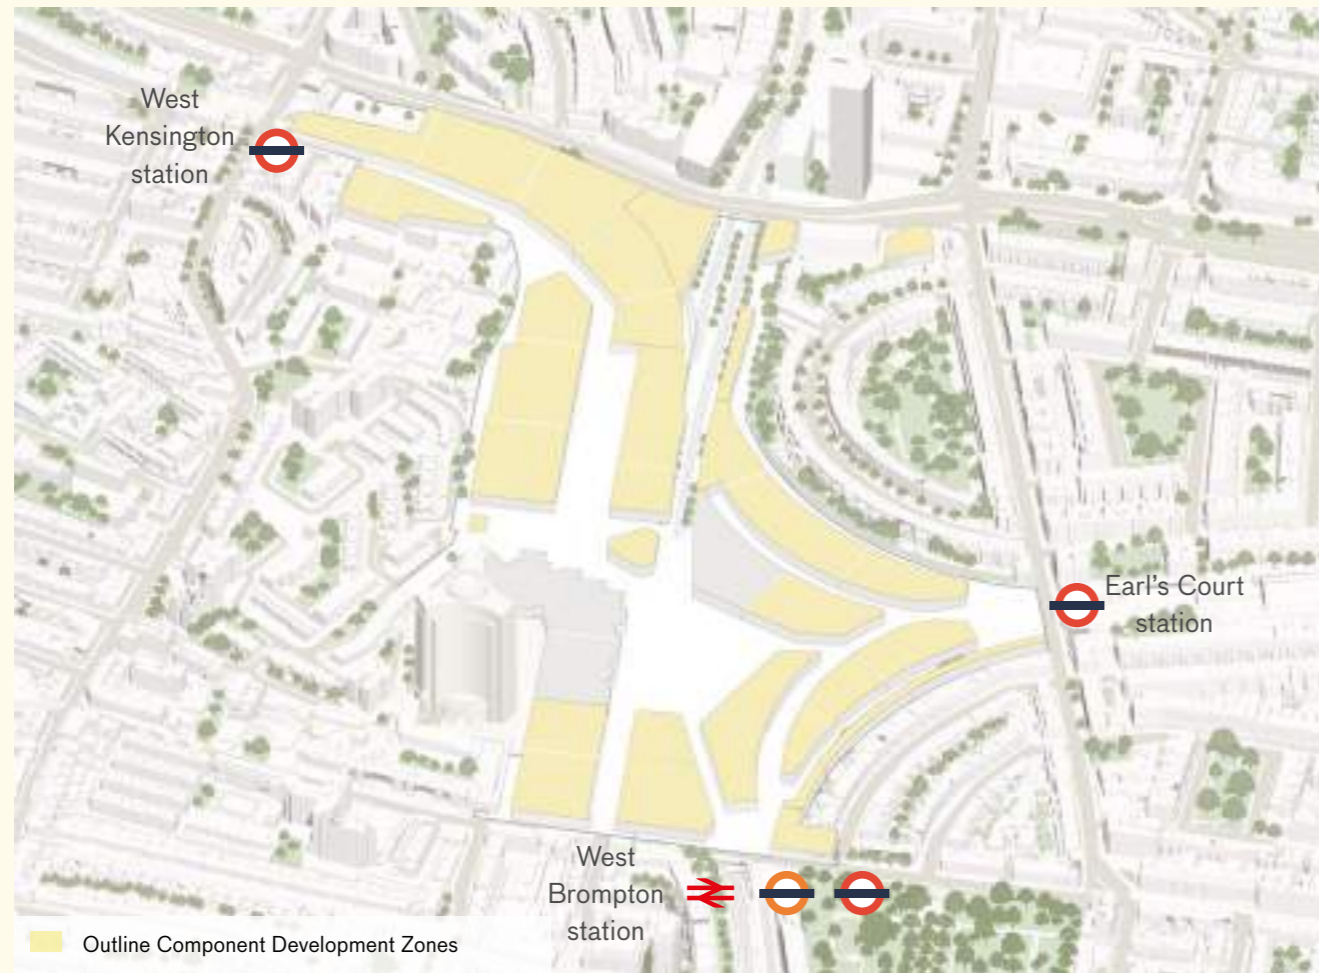 West
Kensington
station
Earl's Court
station
West
Brompton
station
Outline Component Development Zones